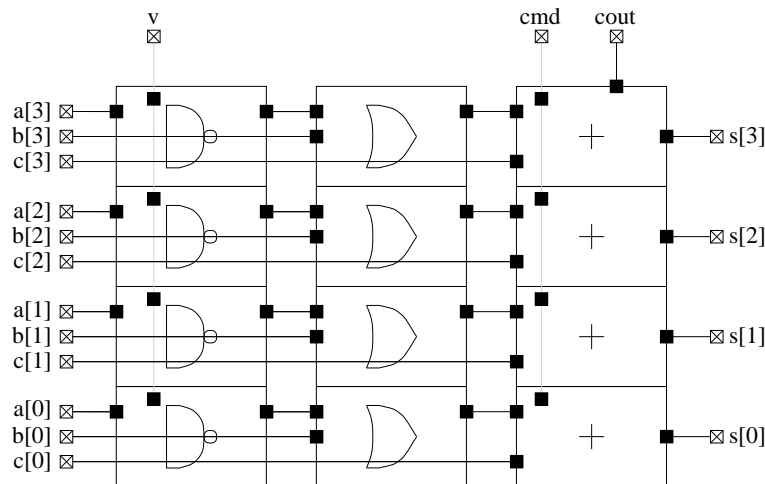 v cmd cout
a[3]
b[3] s[3]
c[3]
a[2]
b[2] s[2]
c[2]
a[1]
b[1] s[1]
c[1]
a[0]
b[0] s[0]
c[0]